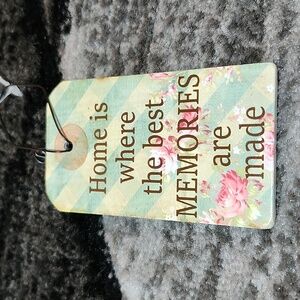 Home is
where
the best
MEMORIES
are
made